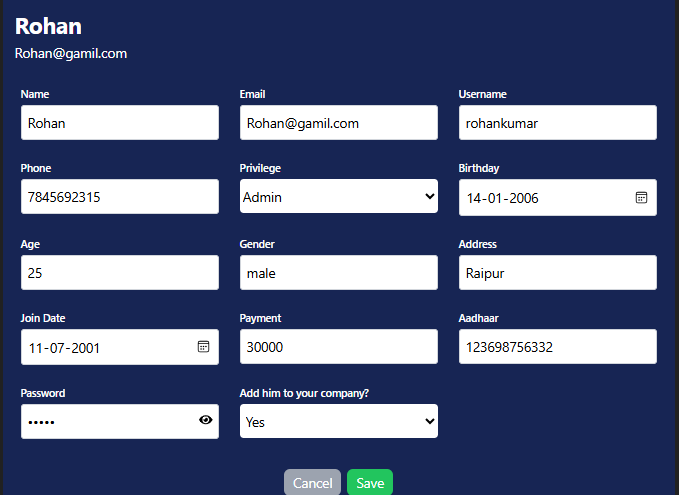 Rohan
Rohan@gamil.com
Name Email Username
Rohan Rohan@gamil.com rohankumar
Phone Privilege Birthday
7845692315 Admin 14-01-2006
Age Gender Address
25 male Raipur
Join Date Payment Aadhaar
11-07-2001 30000 123698756332
Password Add him to your company?
••••• Yes
Cancel Save